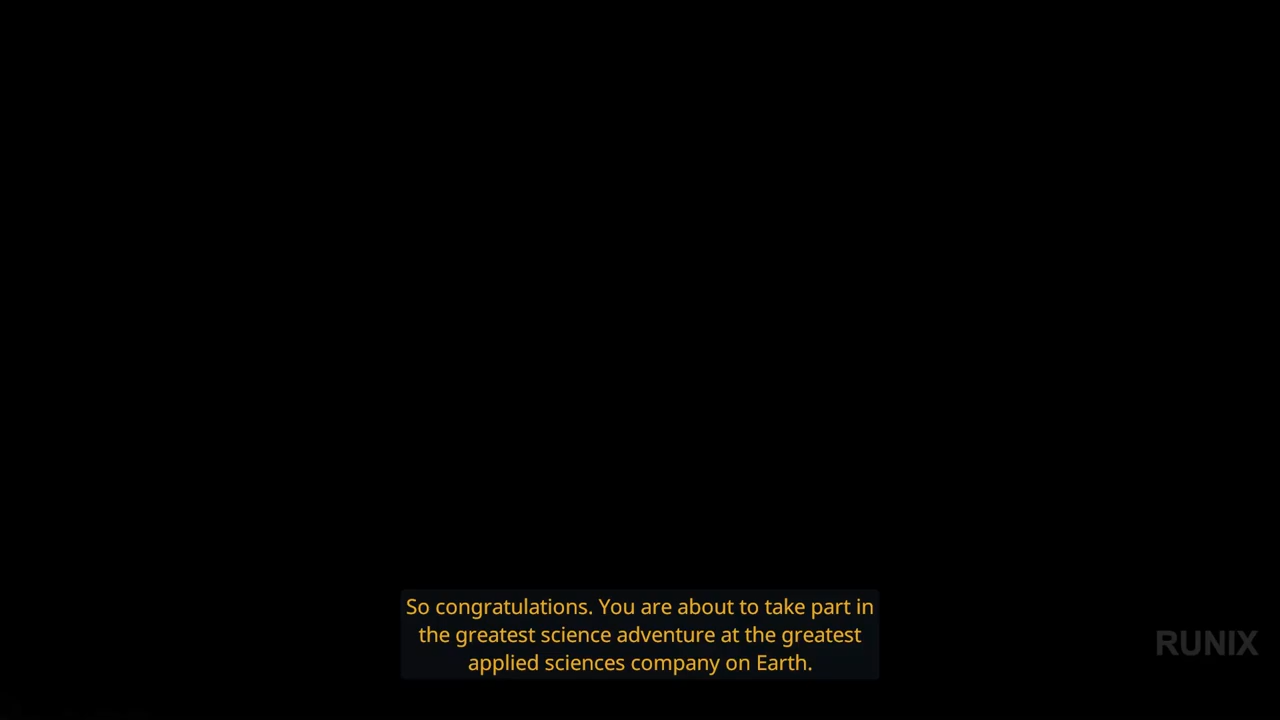 So congratulations. You are about to take part in
the greatest science adventure at the greatest
applied sciences company on Earth.
RUNIX